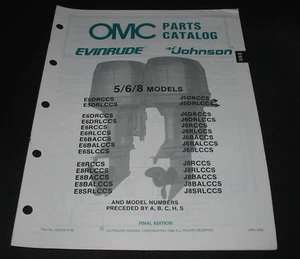 OMC PARTS CATALOG
EVINRUDE Johnson
5/6/8 MODELS
E5DRCCS J5DRCCS
E5DRLCCS J5DRLCCS
E6DRCCS J6DRCCS
E6DRLCCS J6DRLCCS
E6RCCS J6RCCS
E6RLCCS J6RLCCS
E6BACCS J6BACCS
E6BALCCS J6BALCCS
E6SLRCCS J6SLRCCS
E8RCCS J8RCCS
E8RLCCS J8RLCCS
E8BACCS J8BACCS
E8BALCCS J8BALCCS
E8SRLCCS J8SRLCCS
AND MODEL NUMBERS
PRECEDED BY A, B, C, H, S
FINAL EDITION